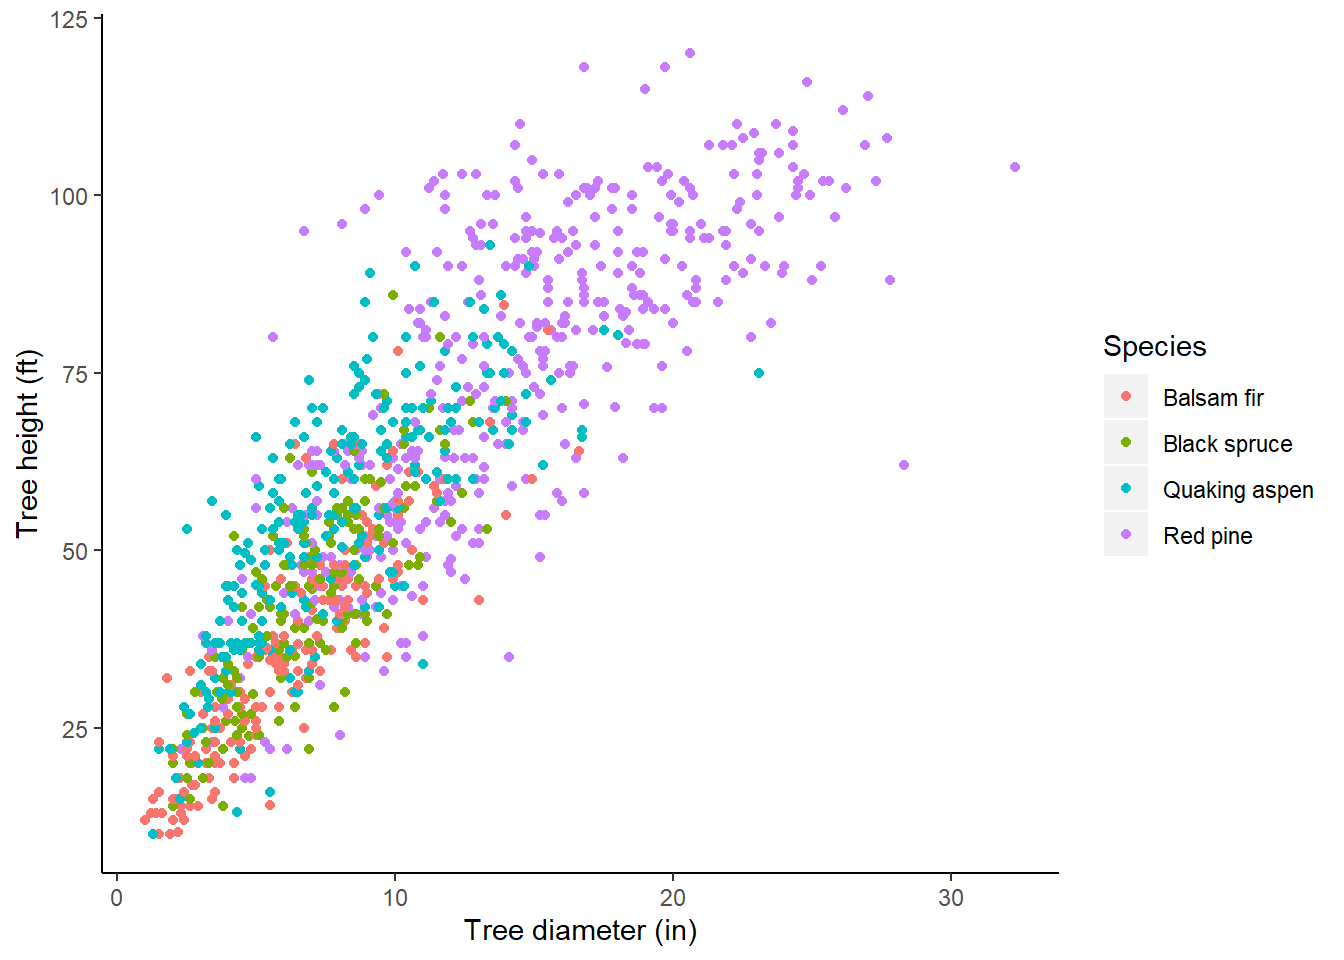 125
100
75
50
25
Tree height (ft)
0
10
20
30
Tree diameter (in)
Species
Balsam fir
Black spruce
Quaking aspen
Red pine